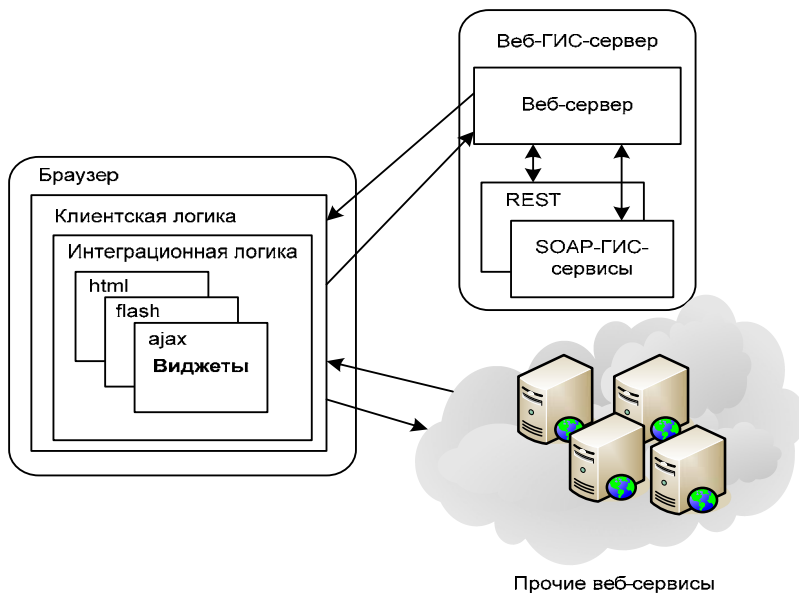 Веб-ГИС-сервер
Веб-сервер
REST
SOAP-ГИС-
сервисы
Браузер
Клиентская логика
Интеграционная логика
html
flash
ajax
Виджеты
Прочие веб-сервисы